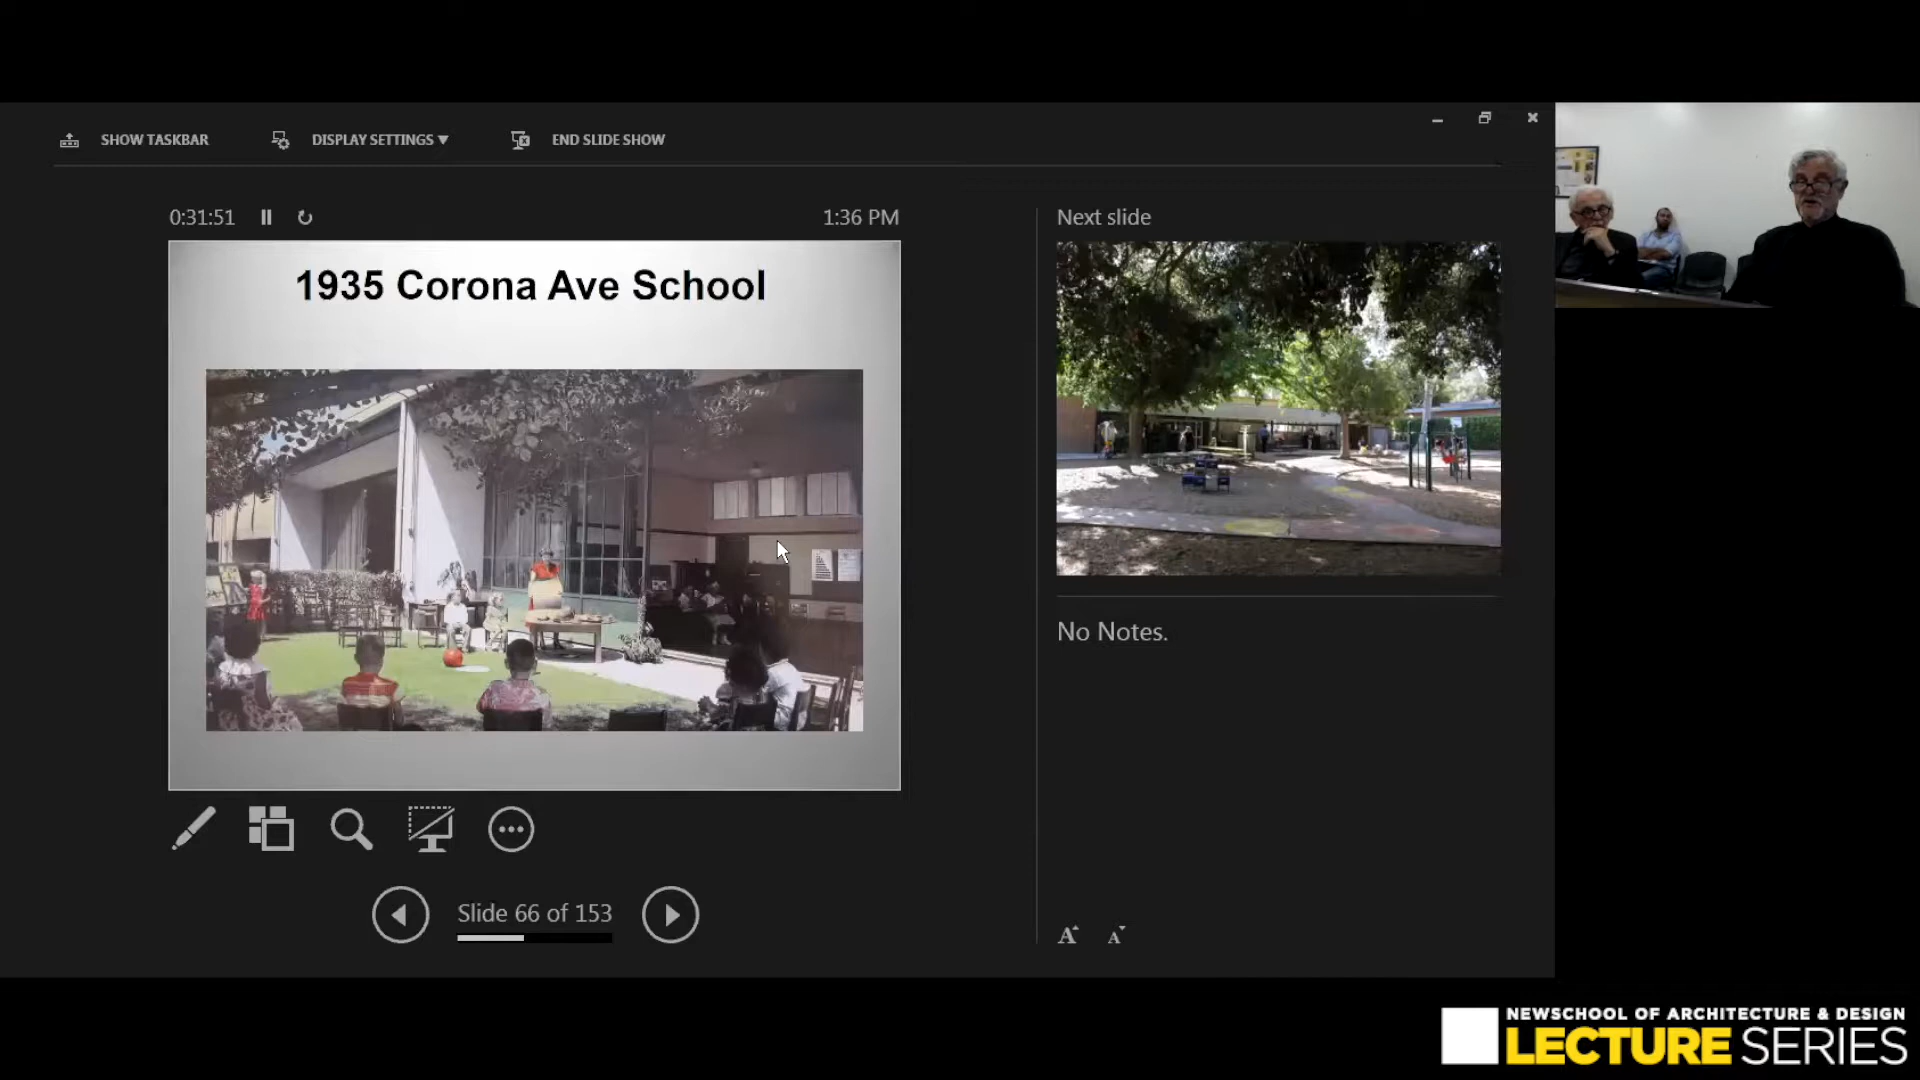 SHOW TASKBAR
DISPLAY SETTINGS ▼
END SLIDE SHOW
0:31:51
1:36 PM
1935 Corona Ave School
Slide 66 of 153
Next slide
No Notes.
NEWSCHOOL OF ARCHITECTURE & DESIGN
LECTURE SERIES